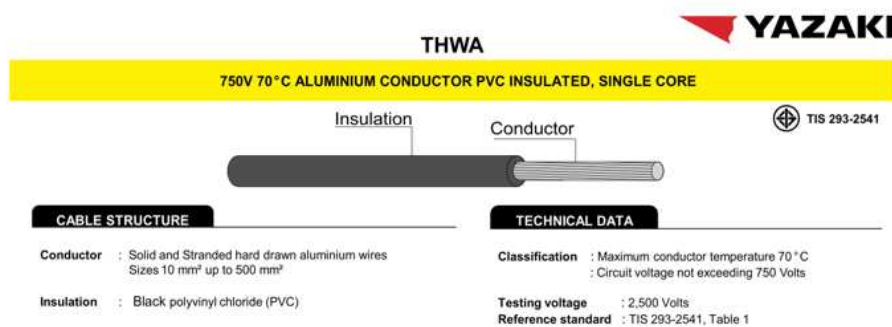 YAZAKI
THWA
750V 70°C ALUMINIUM CONDUCTOR PVC INSULATED, SINGLE CORE
TIS 293-2541
Insulation
Conductor
CABLE STRUCTURE
Conductor : Solid and Stranded hard drawn aluminium wires
Sizes 10 mm² up to 500 mm²
Insulation : Black polyvinyl chloride (PVC)
TECHNICAL DATA
Classification : Maximum conductor temperature 70°C
: Circuit voltage not exceeding 750 Volts
Testing voltage : 2,500 Volts
Reference standard : TIS 293-2541, Table 1